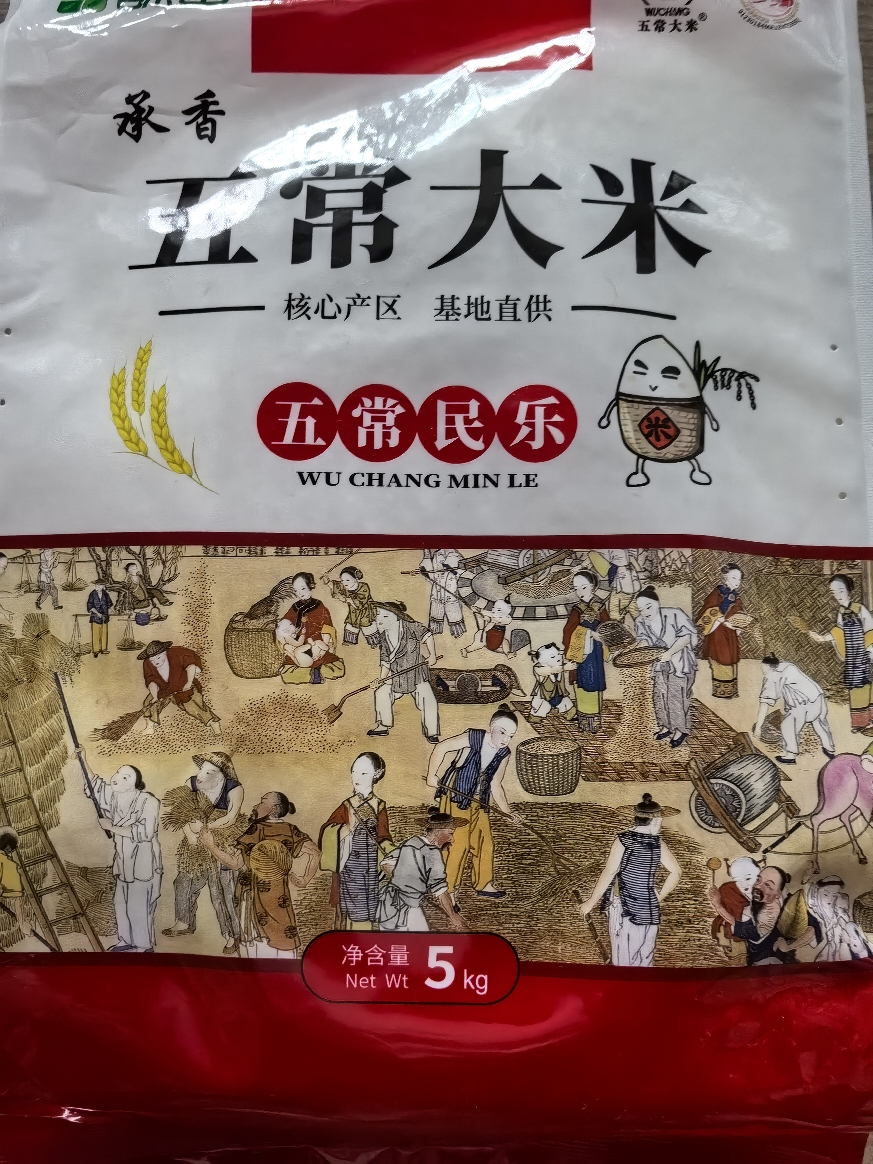 WUCHANG
五常大米®
承香
五常大米
核心产区 基地直供
五常民乐
WU CHANG MIN LE
米
净含量
Net Wt 5kg